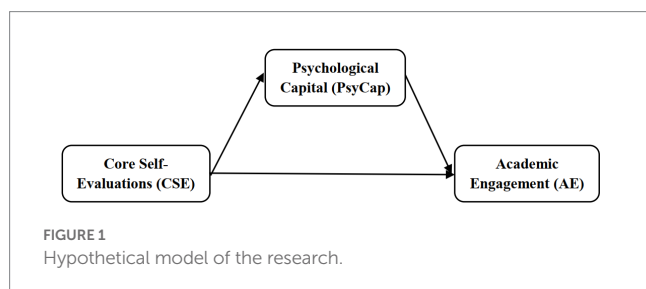 Psychological
Capital (PsyCap)
Core Self-
Evaluations (CSE)
Academic
Engagement (AE)
FIGURE 1
Hypothetical model of the research.